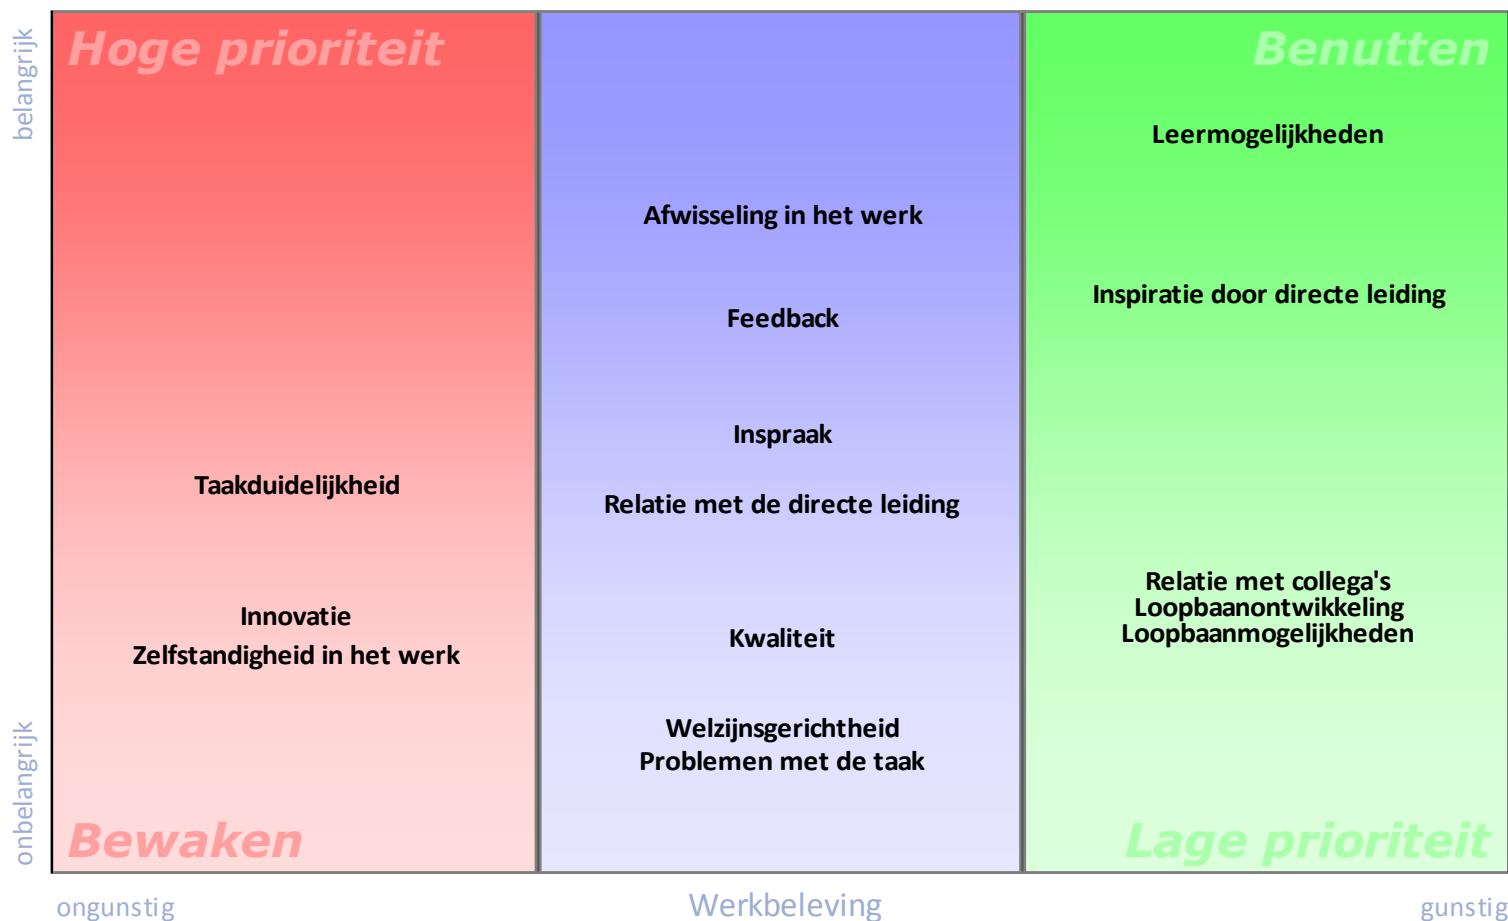 belangrijk
onbelangrijk
Hoge prioriteit
Taakduidelijkheid
Innovatie
Zelfstandigheid in het werk
Bewaken
Afwisseling in het werk
Feedback
Inspraak
Relatie met de directe leiding
Kwaliteit
Welzijnsgerichtheid
Problemen met de taak
Benutten
Leermogelijkheden
Inspiratie door directe leiding
Relatie met collega's
Loopbaanontwikkeling
Loopbaanmogelijkheden
Lage prioriteit
ongunstig
Werkbeleving
gunstig